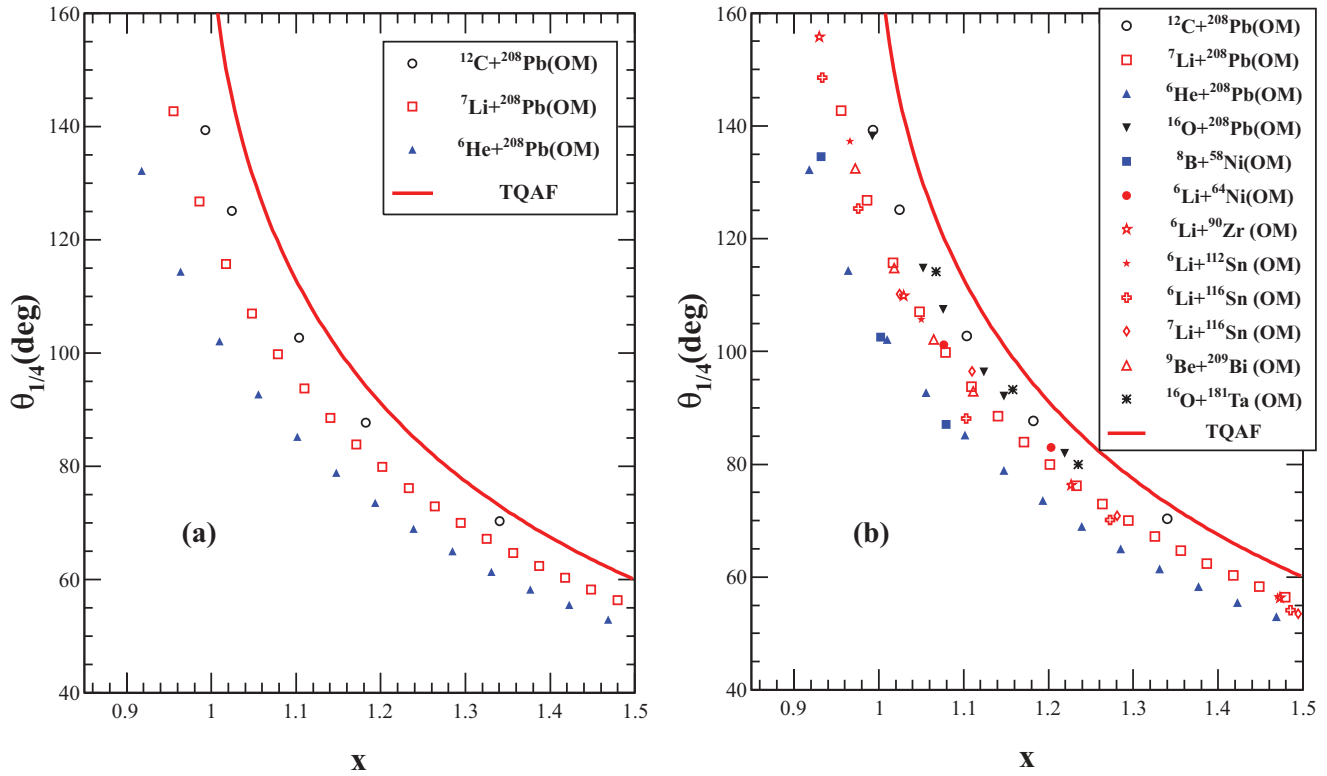 160
140
120
100
80
60
40
θ1/4(deg)
12C+208Pb(OM)
7Li+208Pb(OM)
6He+208Pb(OM)
TQAF
(a)
0.9 1 1.1 1.2 1.3 1.4 1.5
x
160
140
120
100
80
60
40
θ1/4(deg)
12C+208Pb(OM)
7Li+208Pb(OM)
6He+208Pb(OM)
16O+208Pb(OM)
8B+58Ni(OM)
6Li+64Ni(OM)
6Li+90Zr (OM)
6Li+112Sn (OM)
6Li+116Sn (OM)
7Li+116Sn (OM)
9Be+209Bi (OM)
16O+181Ta (OM)
TQAF
(b)
0.9 1 1.1 1.2 1.3 1.4 1.5
x